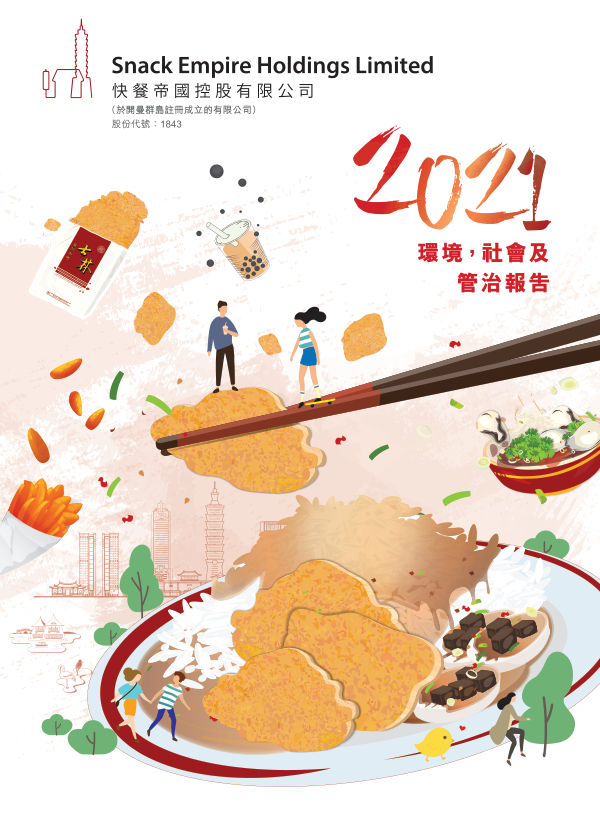 Snack Empire Holdings Limited
快餐帝國控股有限公司
（於開曼群島註冊成立的有限公司）
股份代號：1843
2021
環境，社會及
管治報告
士林